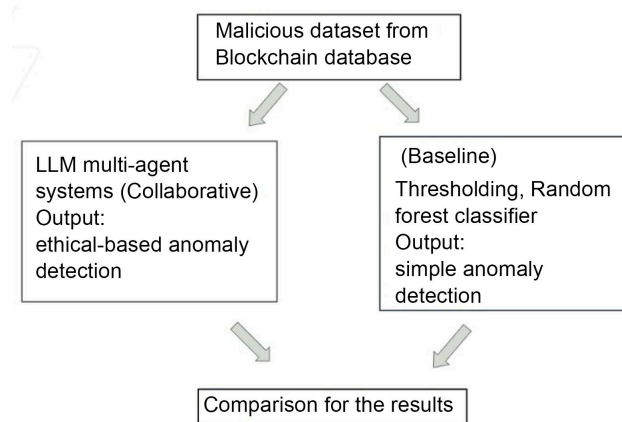 Malicious dataset from
Blockchain database
LLM multi-agent
systems (Collaborative)
Output:
ethical-based anomaly
detection
(Baseline)
Thresholding, Random
forest classifier
Output:
simple anomaly
detection
Comparison for the results